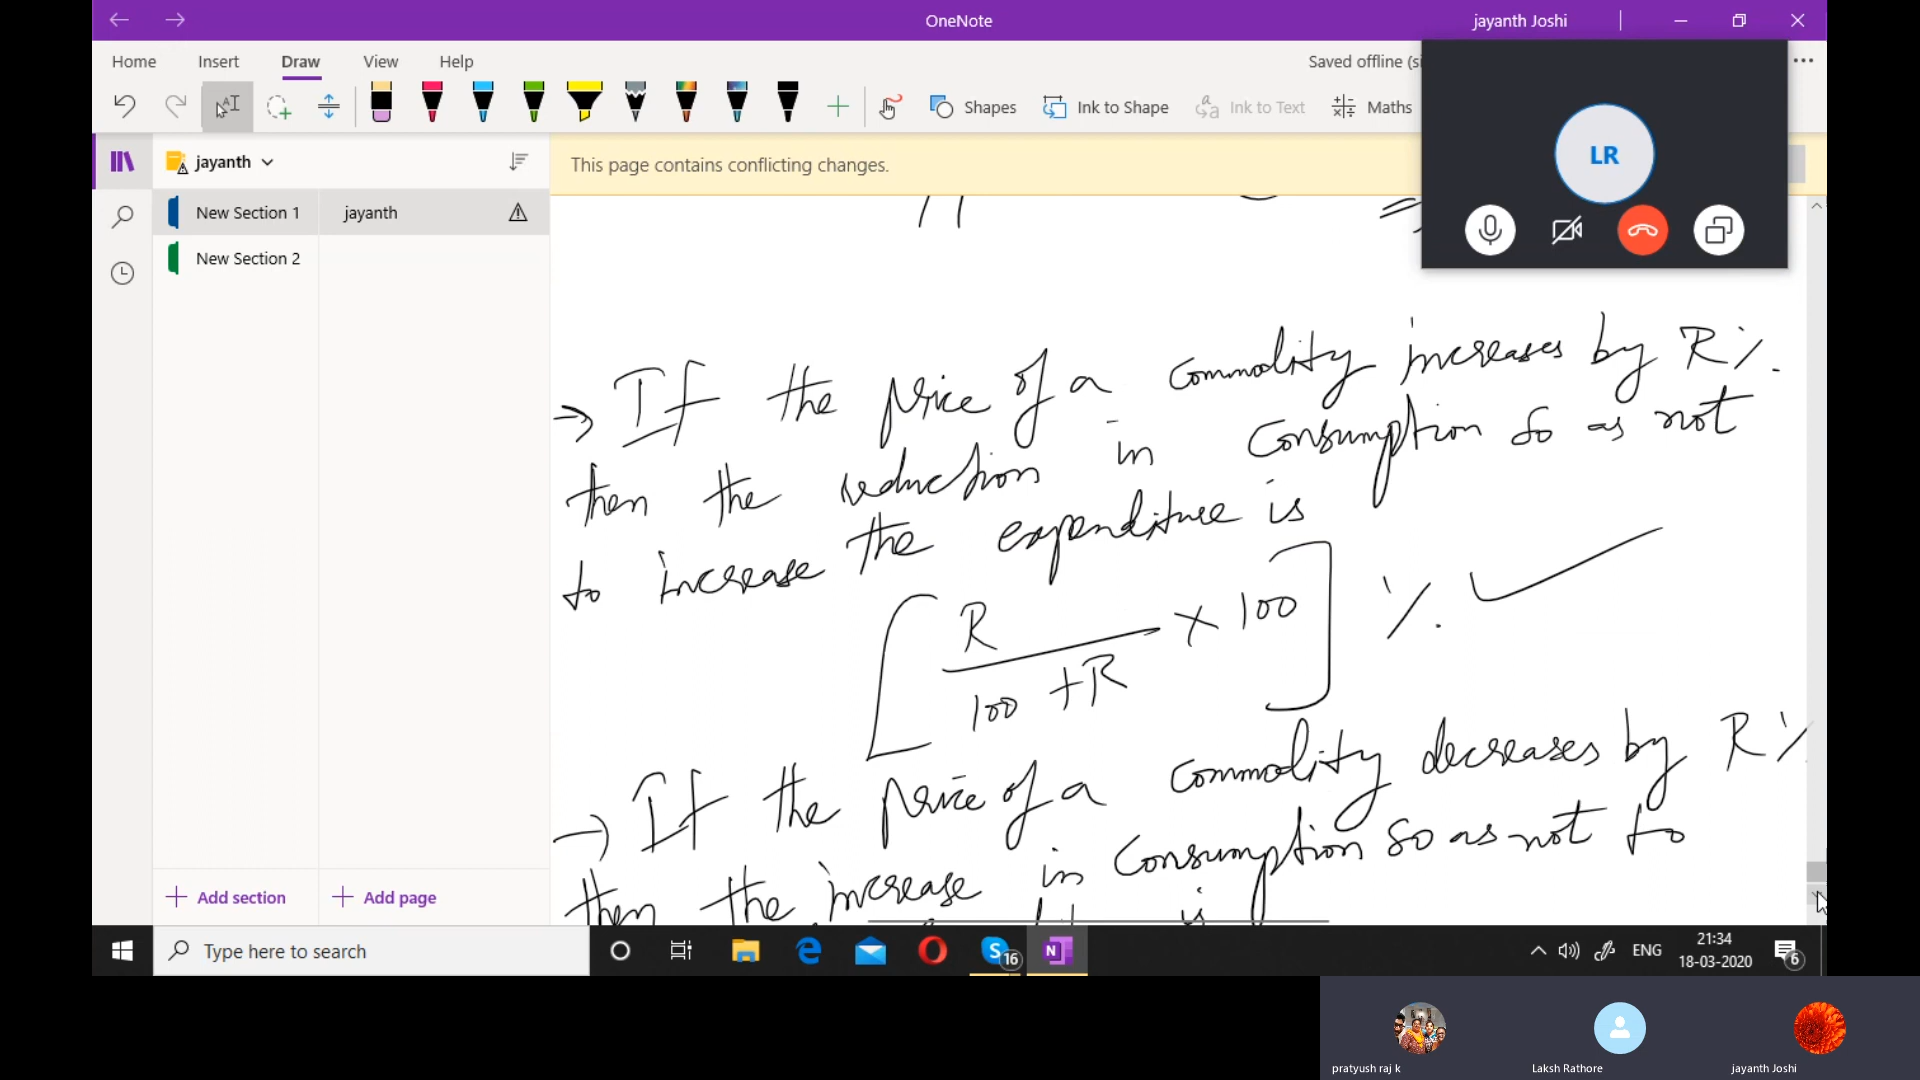 OneNote
jayanth Joshi
Home Insert Draw View Help
Saved offline (si
Shapes Ink to Shape Ink to Text Maths
jayanth
This page contains conflicting changes.
LR
New Section 1
jayanth
New Section 2
→ If the price of a commodity increases by R%.
then the reduction in consumption so as not
to increase the expenditure is
[R / 100 + R × 100] %.
→ If the price of a commodity decreases by R%
then the increase in consumption so as not to
is
Add section
Add page
Type here to search
16
ENG
21:34
18-03-2020
6
pratyush raj k
Laksh Rathore
jayanth Joshi